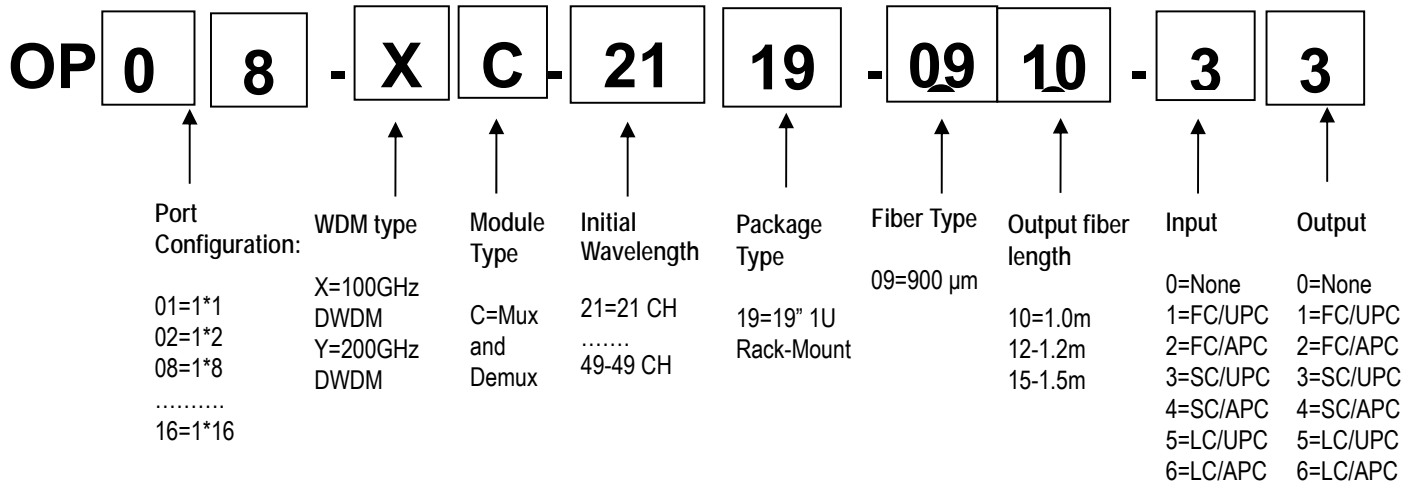 OP 0 8 - X C - 21 19 - 09 10 - 3 3
Port
Configuration:
01=1*1
02=1*2
08=1*8
……….
16=1*16
WDM type
X=100GHz
DWDM
Y=200GHz
DWDM
Module
Type
C=Mux
and
Demux
Initial
Wavelength
21=21 CH
…….
49-49 CH
Package
Type
19=19” 1U
Rack-Mount
Fiber Type
09=900 µm
Output fiber
length
10=1.0m
12-1.2m
15-1.5m
Input
0=None
1=FC/UPC
2=FC/APC
3=SC/UPC
4=SC/APC
5=LC/UPC
6=LC/APC
Output
0=None
1=FC/UPC
2=FC/APC
3=SC/UPC
4=SC/APC
5=LC/UPC
6=LC/APC